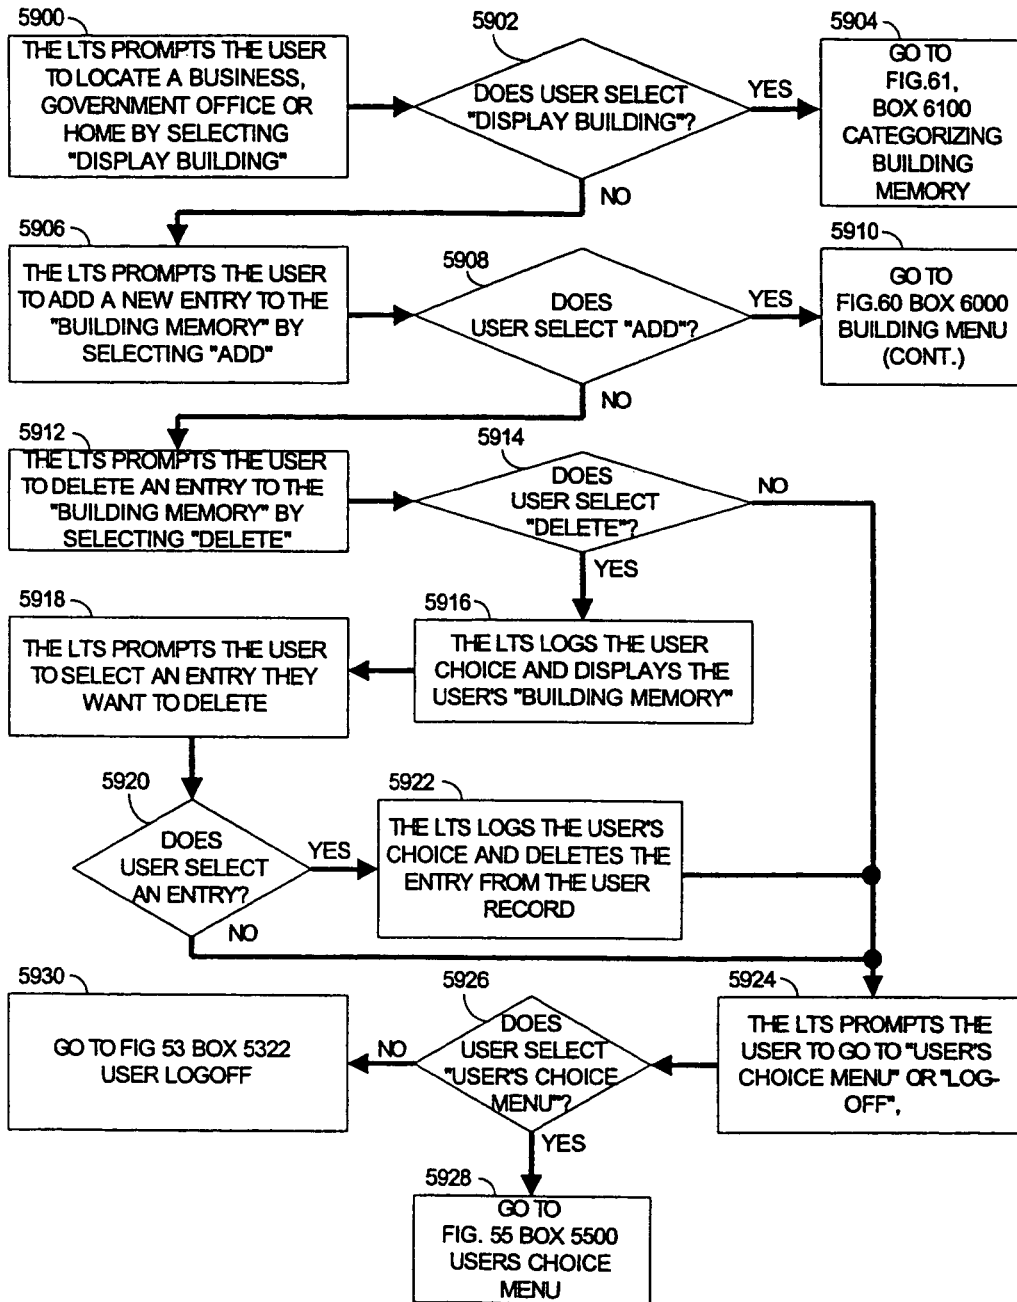 5900
THE LTS PROMPTS THE USER
TO LOCATE A BUSINESS,
GOVERNMENT OFFICE OR
HOME BY SELECTING
"DISPLAY BUILDING"
5902
DOES USER SELECT
"DISPLAY BUILDING"?
YES
NO
5904
GO TO
FIG.61,
BOX 6100
CATEGORIZING
BUILDING
MEMORY
5906
THE LTS PROMPTS THE USER
TO ADD A NEW ENTRY TO THE
"BUILDING MEMORY" BY
SELECTING "ADD"
5908
DOES
USER SELECT "ADD"?
YES
NO
5910
GO TO
FIG.60 BOX 6000
BUILDING MENU
(CONT.)
5912
THE LTS PROMPTS THE USER
TO DELETE AN ENTRY TO THE
"BUILDING MEMORY" BY
SELECTING "DELETE"
5914
DOES
USER SELECT
"DELETE"?
NO
YES
5916
THE LTS LOGS THE USER
CHOICE AND DISPLAYS THE
USER'S "BUILDING MEMORY"
5918
THE LTS PROMPTS THE USER
TO SELECT AN ENTRY THEY
WANT TO DELETE
5920
DOES
USER SELECT
AN ENTRY?
YES
NO
5922
THE LTS LOGS THE USER'S
CHOICE AND DELETES THE
ENTRY FROM THE USER
RECORD
5924
THE LTS PROMPTS THE
USER TO GO TO "USER'S
CHOICE MENU" OR "LOG-
OFF",
5926
DOES
USER SELECT
"USER'S CHOICE
MENU"?
NO
YES
5930
GO TO FIG 53 BOX 5322
USER LOGOFF
5928
GO TO
FIG. 55 BOX 5500
USERS CHOICE
MENU